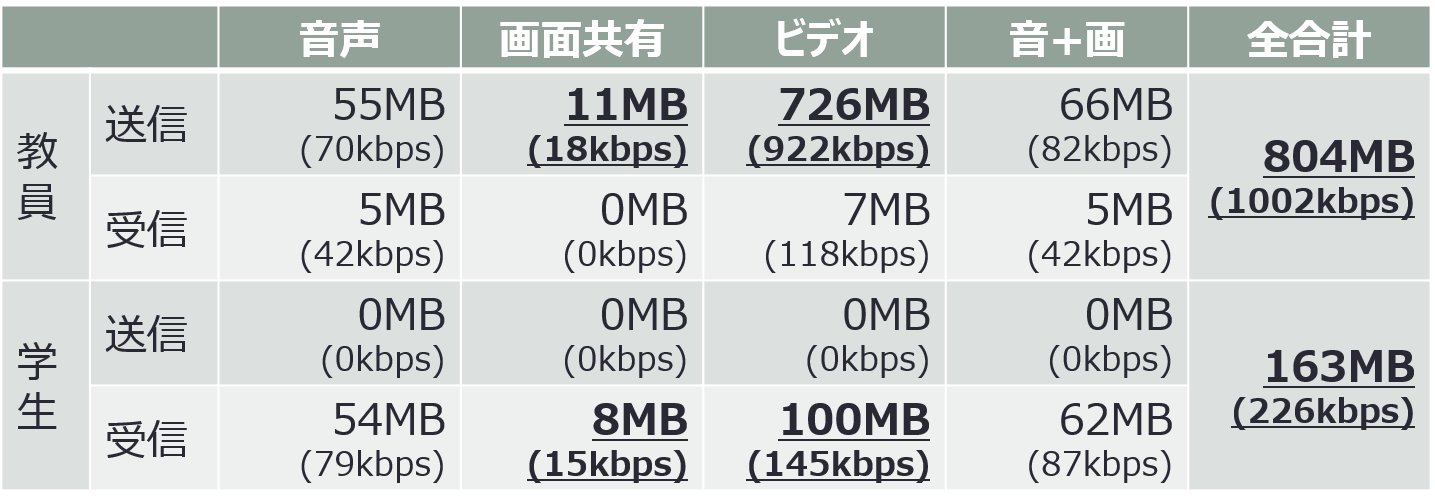 音声 画面共有 ビデオ 音+画 全合計
教員 送信 55MB 11MB 726MB 66MB 804MB
(70kbps) (18kbps) (922kbps) (82kbps) (1002kbps)
受信 5MB 0MB 7MB 5MB
(42kbps) (0kbps) (118kbps) (42kbps)
学生 送信 0MB 0MB 0MB 0MB 163MB
(0kbps) (0kbps) (0kbps) (0kbps) (226kbps)
受信 54MB 8MB 100MB 62MB
(79kbps) (15kbps) (145kbps) (87kbps)